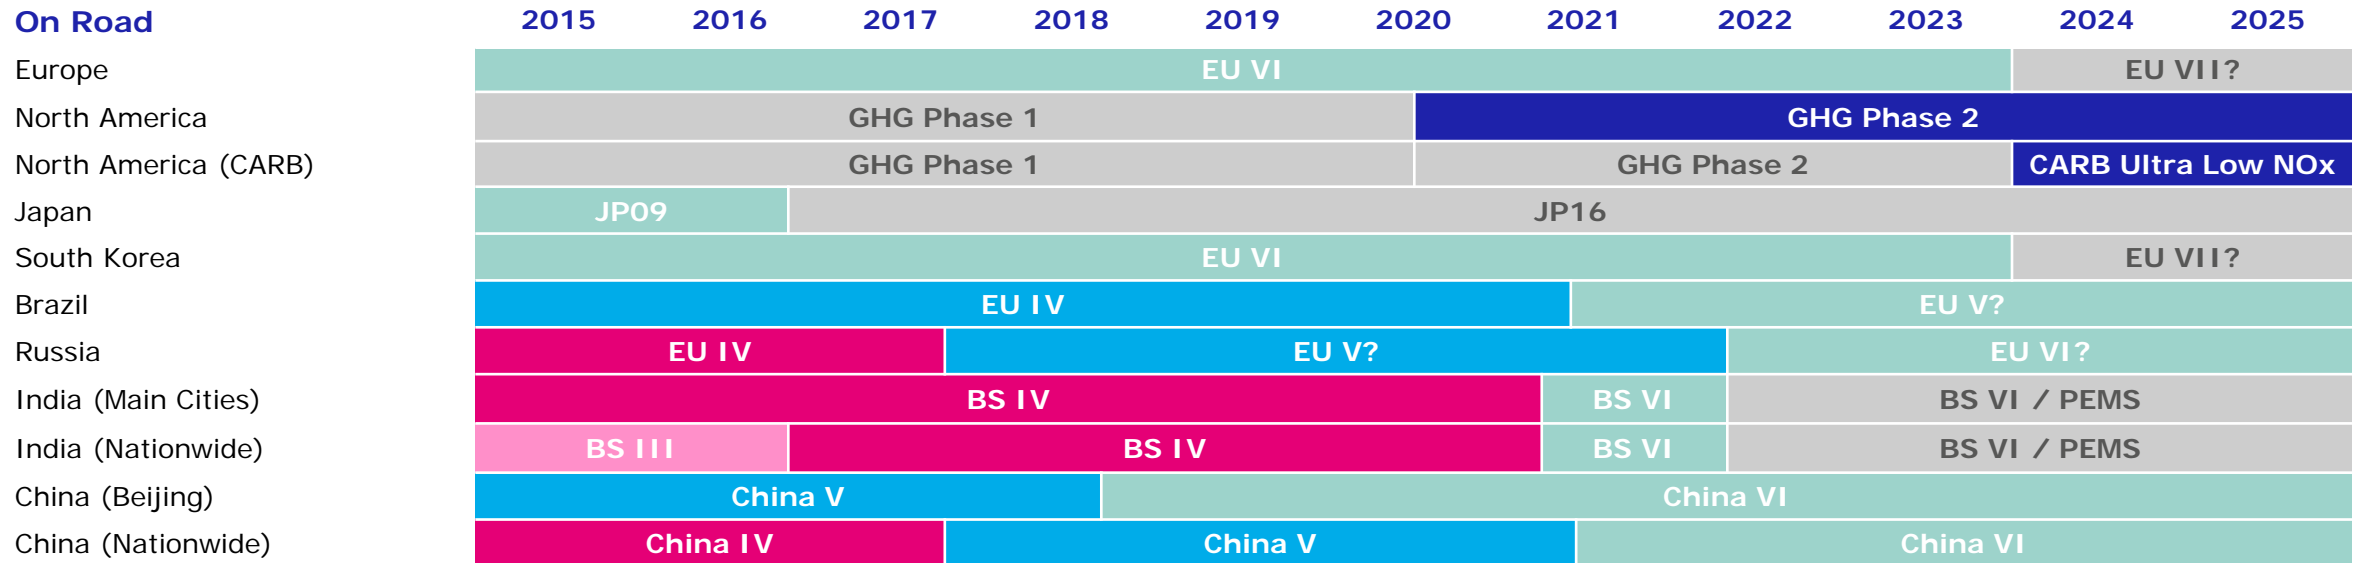 On Road 2015 2016 2017 2018 2019 2020 2021 2022 2023 2024 2025
Europe EU VI EU VII?
North America GHG Phase 1 GHG Phase 2
North America (CARB) GHG Phase 1 GHG Phase 2 CARB Ultra Low NOx
Japan JP09 JP16
South Korea EU VI EU VII?
Brazil EU IV EU V?
Russia EU IV EU V? EU VI?
India (Main Cities) BS IV BS VI BS VI / PEMS
India (Nationwide) BS III BS IV BS VI BS VI / PEMS
China (Beijing) China V China VI
China (Nationwide) China IV China V China VI